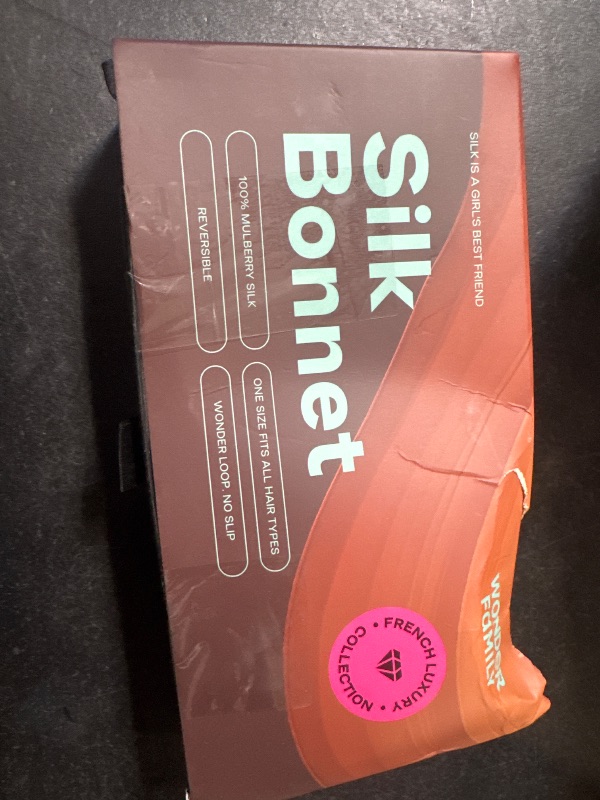 SILK IS A GIRL'S BEST FRIEND
Silk
Bonnet
100% MULBERRY SILK
ONE SIZE FITS ALL HAIR TYPES
REVERSIBLE
WONDER LOOP. NO SLIP
WONDER
FAMILY
• FRENCH LUXURY •
COLLECTION